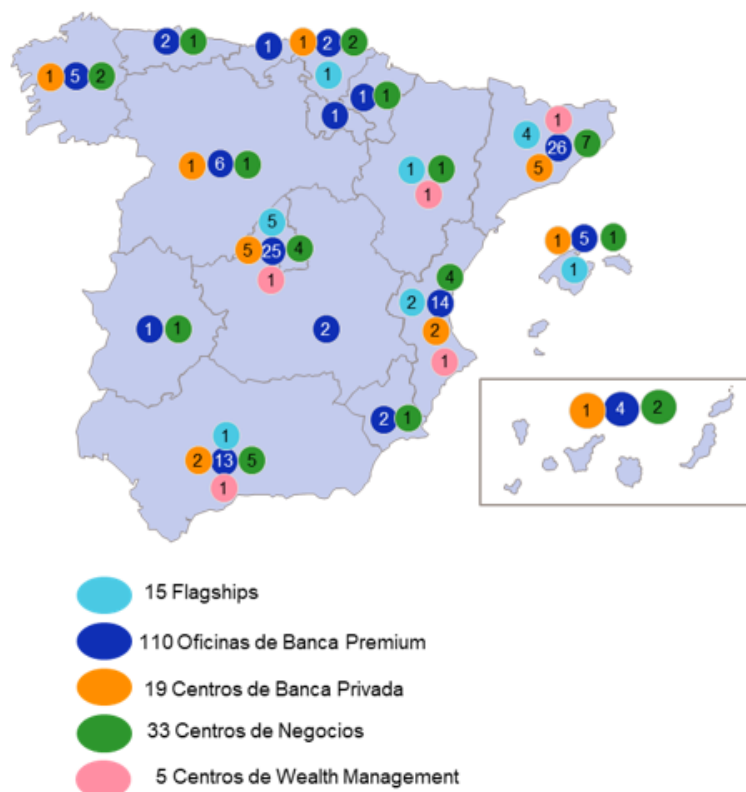 2 1
1 1 2 2
1 5 2
1
1 1
1
1
4 26 7
5
1 6 1
1 1
1
5
5 25 4
1
1 5 1
1
4
2 14
2
1
1 1
2
2 1
1 4 2
1
2 13 5
1
15 Flagships
110 Oficinas de Banca Premium
19 Centros de Banca Privada
33 Centros de Negocios
5 Centros de Wealth Management